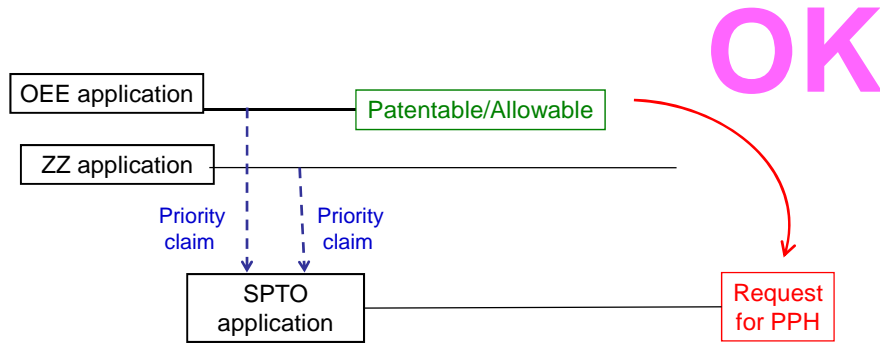 OK
OEE application
Patentable/Allowable
ZZ application
Priority
claim
Priority
claim
SPTO
application
Request
for PPH